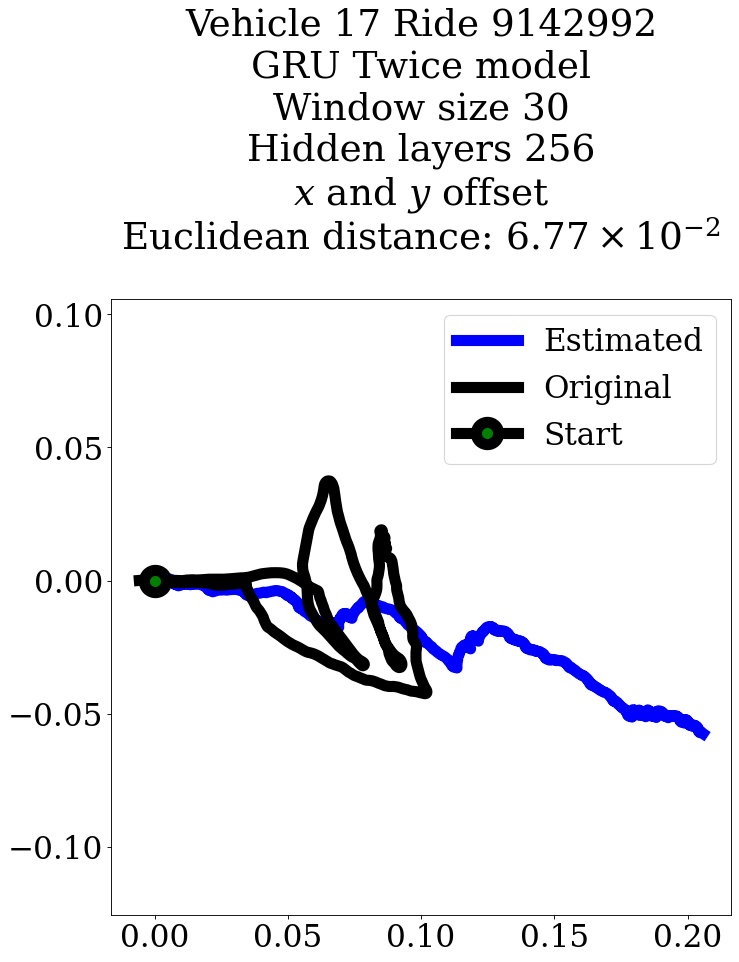 Vehicle 17 Ride 9142992
GRU Twice model
Window size 30
Hidden layers 256
x and y offset
Euclidean distance: 6.77 × 10⁻²
0.10
0.05
0.00
−0.05
−0.10
Estimated
Original
Start
0.00 0.05 0.10 0.15 0.20